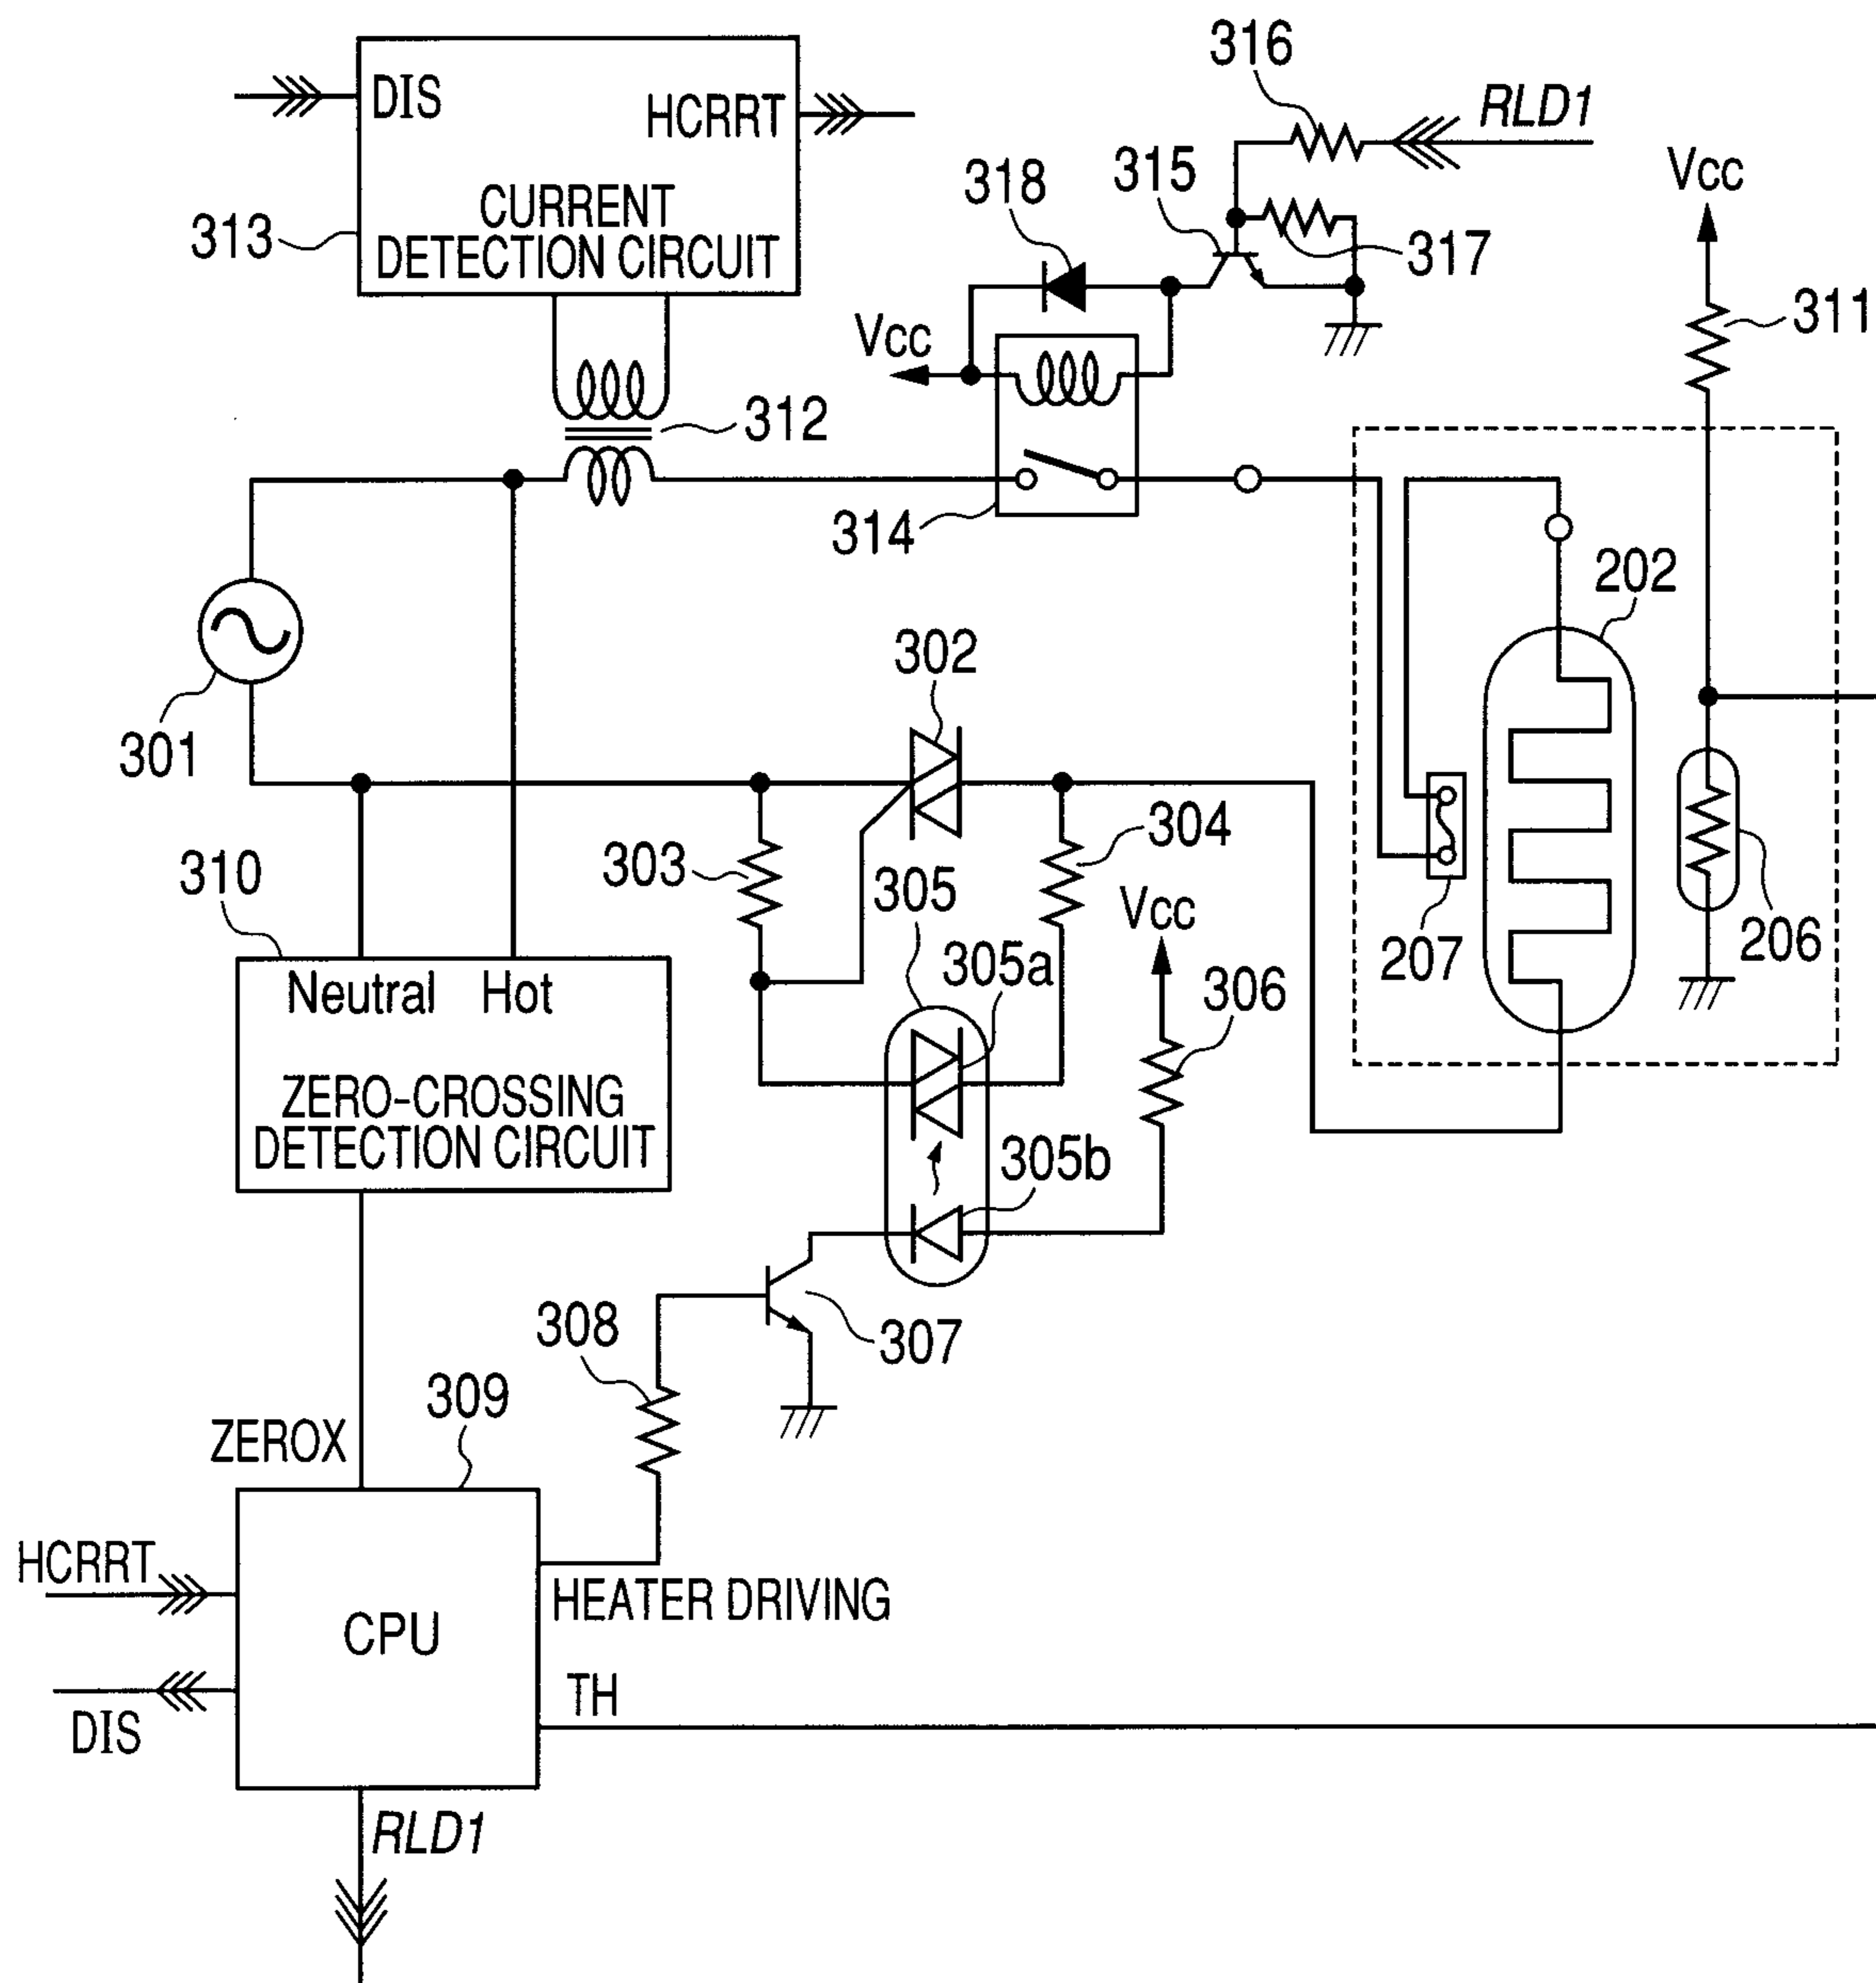 316
RLD1
DIS
HCRRT
CURRENT
DETECTION CIRCUIT
313
318
315
317
Vcc
311
Vcc
312
314
202
301
302
303
304
305
310
Vcc
207
206
305a
306
Neutral Hot
ZERO-CROSSING
DETECTION CIRCUIT
305b
308
307
309
ZEROX
HCRRT
CPU
HEATER DRIVING
DIS
TH
RLD1